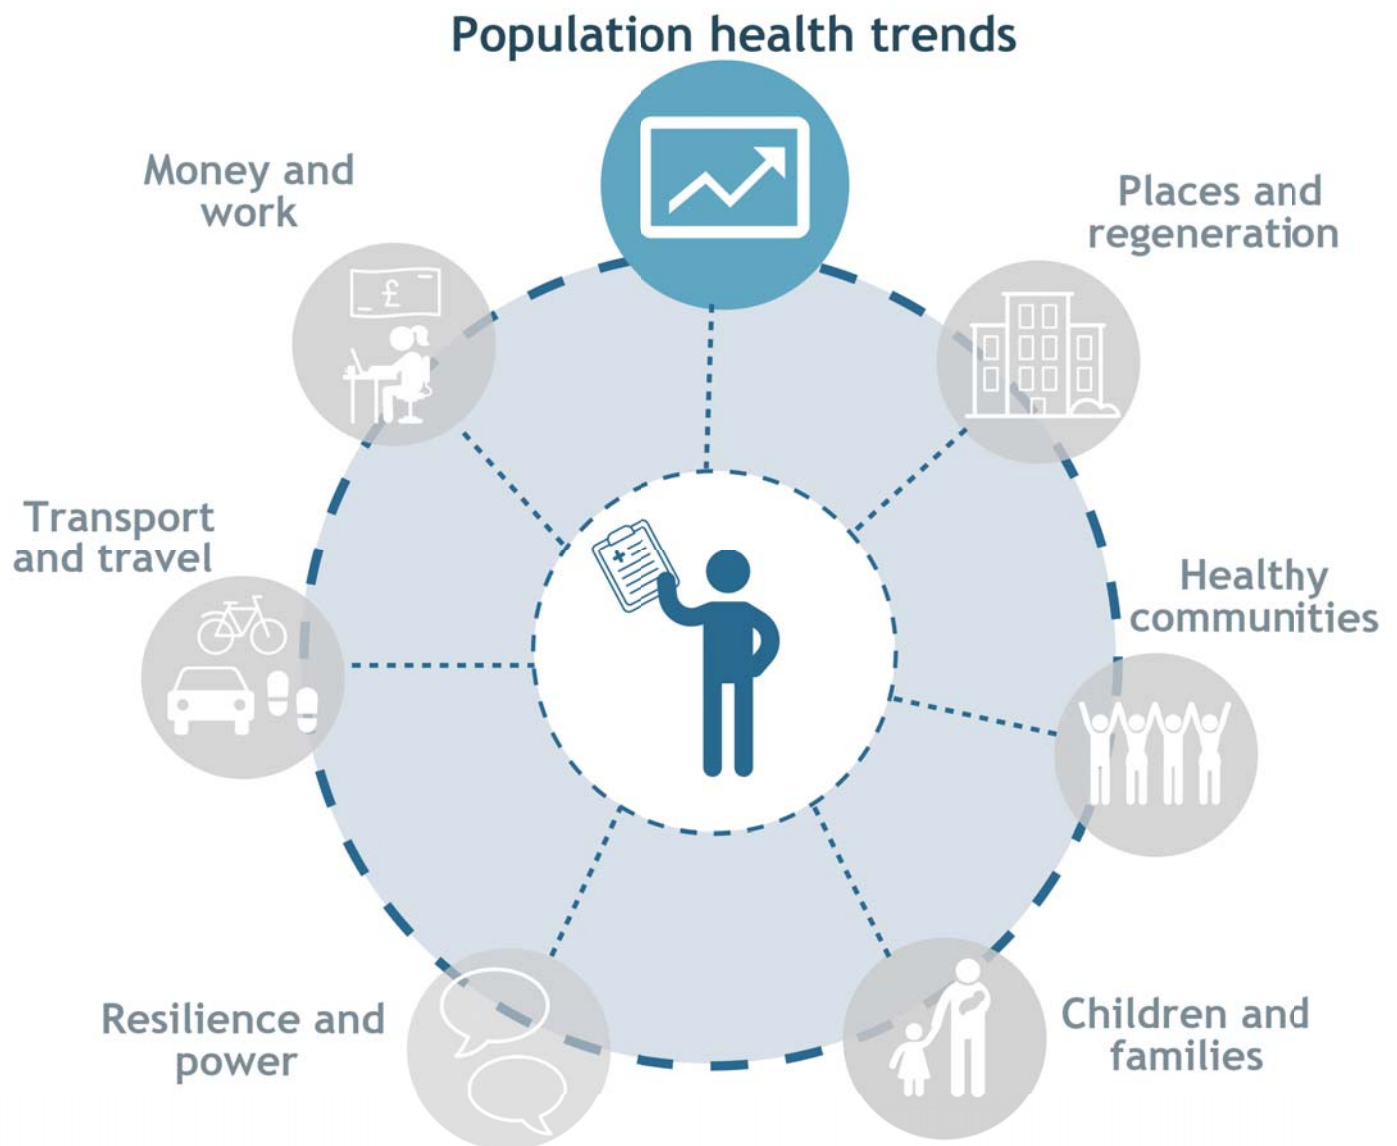 Population health trends
Money and
work
Places and
regeneration
£
Transport
and travel
Healthy
communities
Resilience and
power
Children and
families